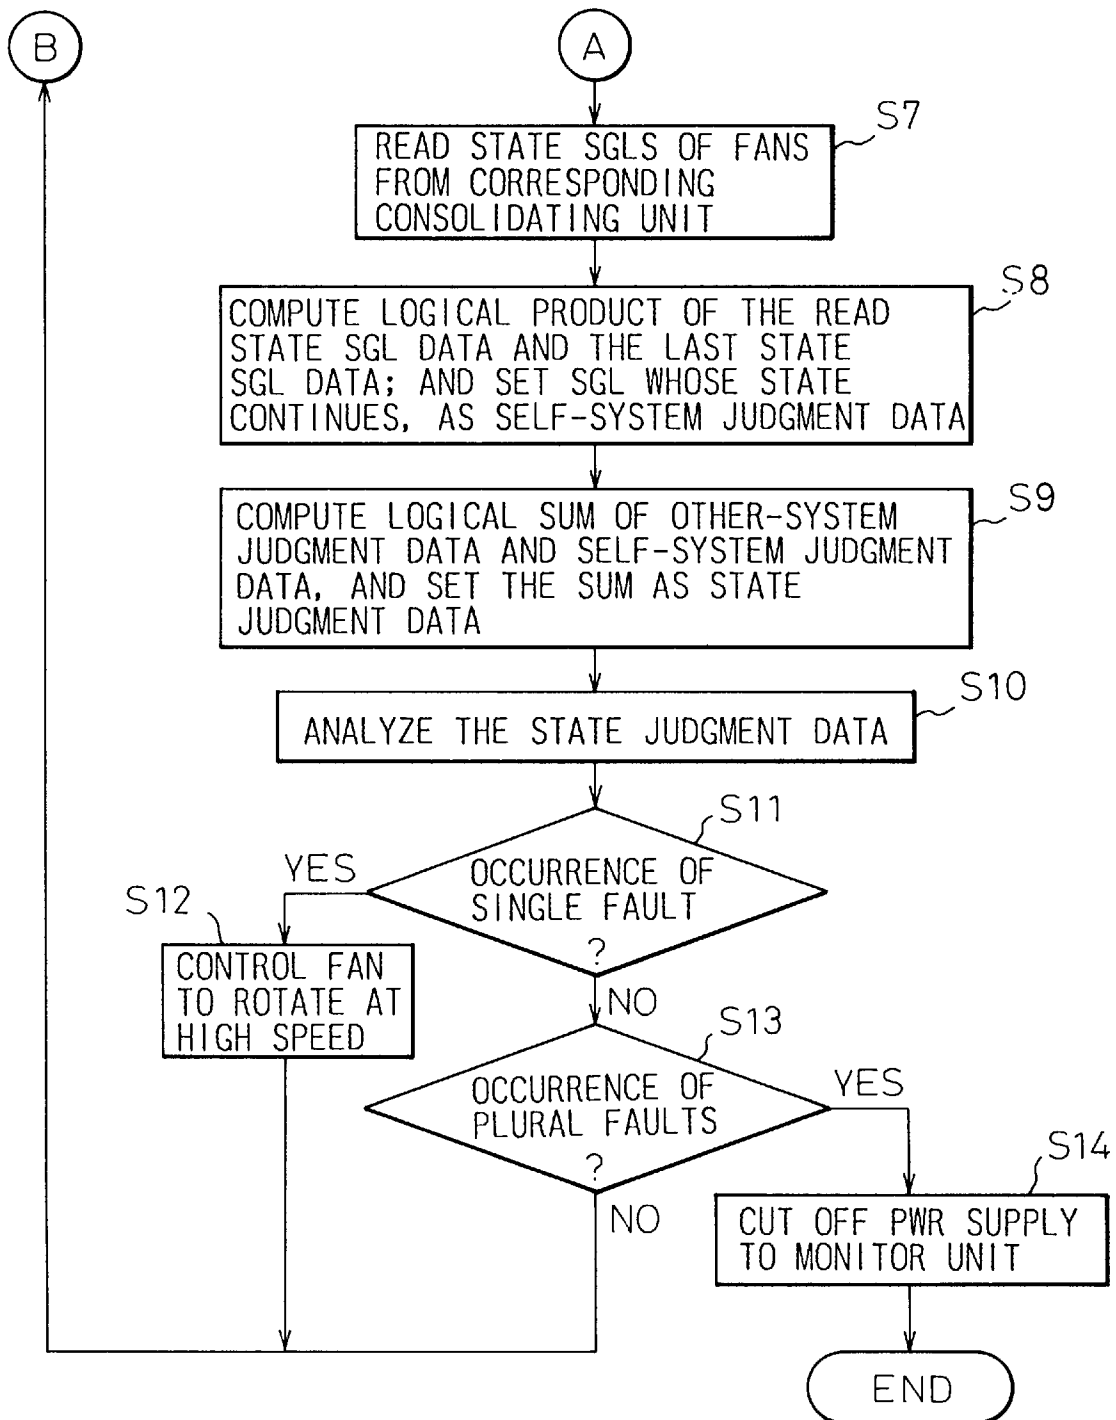 B
A
S7
READ STATE SGLS OF FANS
FROM CORRESPONDING
CONSOLIDATING UNIT
S8
COMPUTE LOGICAL PRODUCT OF THE READ
STATE SGL DATA AND THE LAST STATE
SGL DATA; AND SET SGL WHOSE STATE
CONTINUES, AS SELF-SYSTEM JUDGMENT DATA
S9
COMPUTE LOGICAL SUM OF OTHER-SYSTEM
JUDGMENT DATA AND SELF-SYSTEM JUDGMENT
DATA, AND SET THE SUM AS STATE
JUDGMENT DATA
S10
ANALYZE THE STATE JUDGMENT DATA
S11
OCCURRENCE OF
SINGLE FAULT
?
YES
NO
S12
CONTROL FAN
TO ROTATE AT
HIGH SPEED
S13
OCCURRENCE OF
PLURAL FAULTS
?
YES
NO
S14
CUT OFF PWR SUPPLY
TO MONITOR UNIT
END